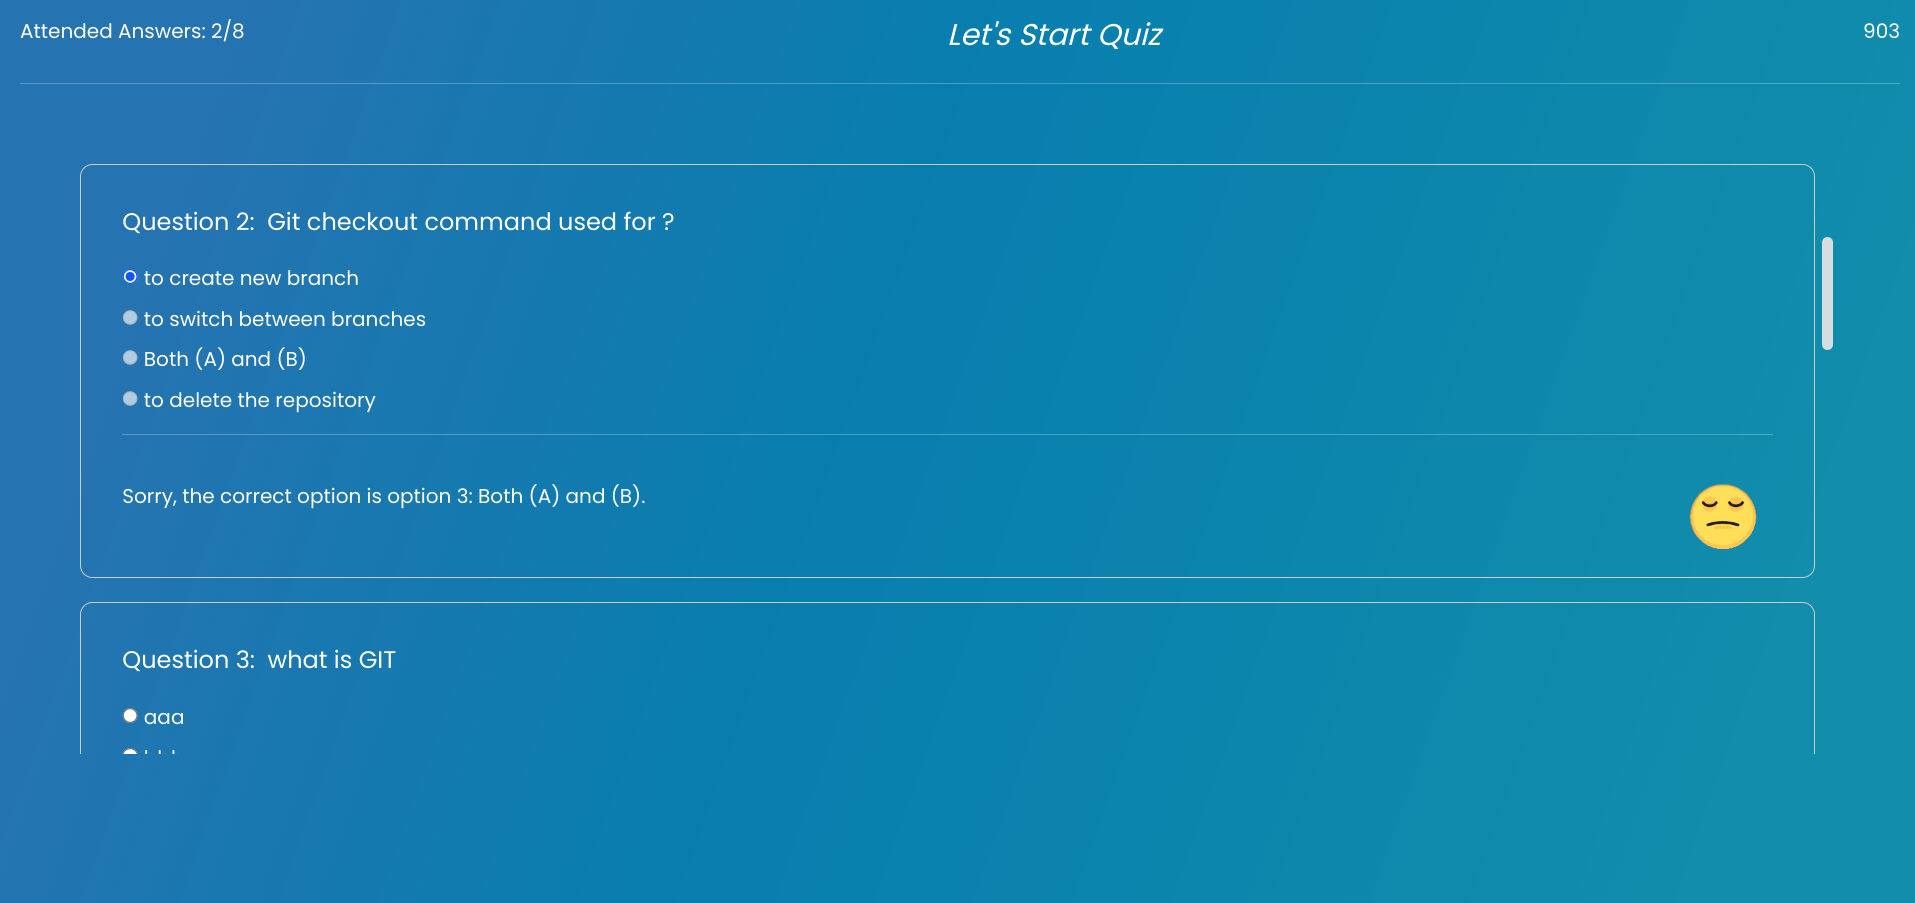 Attended Answers: 2/8
Let's Start Quiz
903
Question 2: Git checkout command used for ?
to create new branch
to switch between branches
Both (A) and (B)
to delete the repository
Sorry, the correct option is option 3: Both (A) and (B).
Question 3: what is GIT
aaa